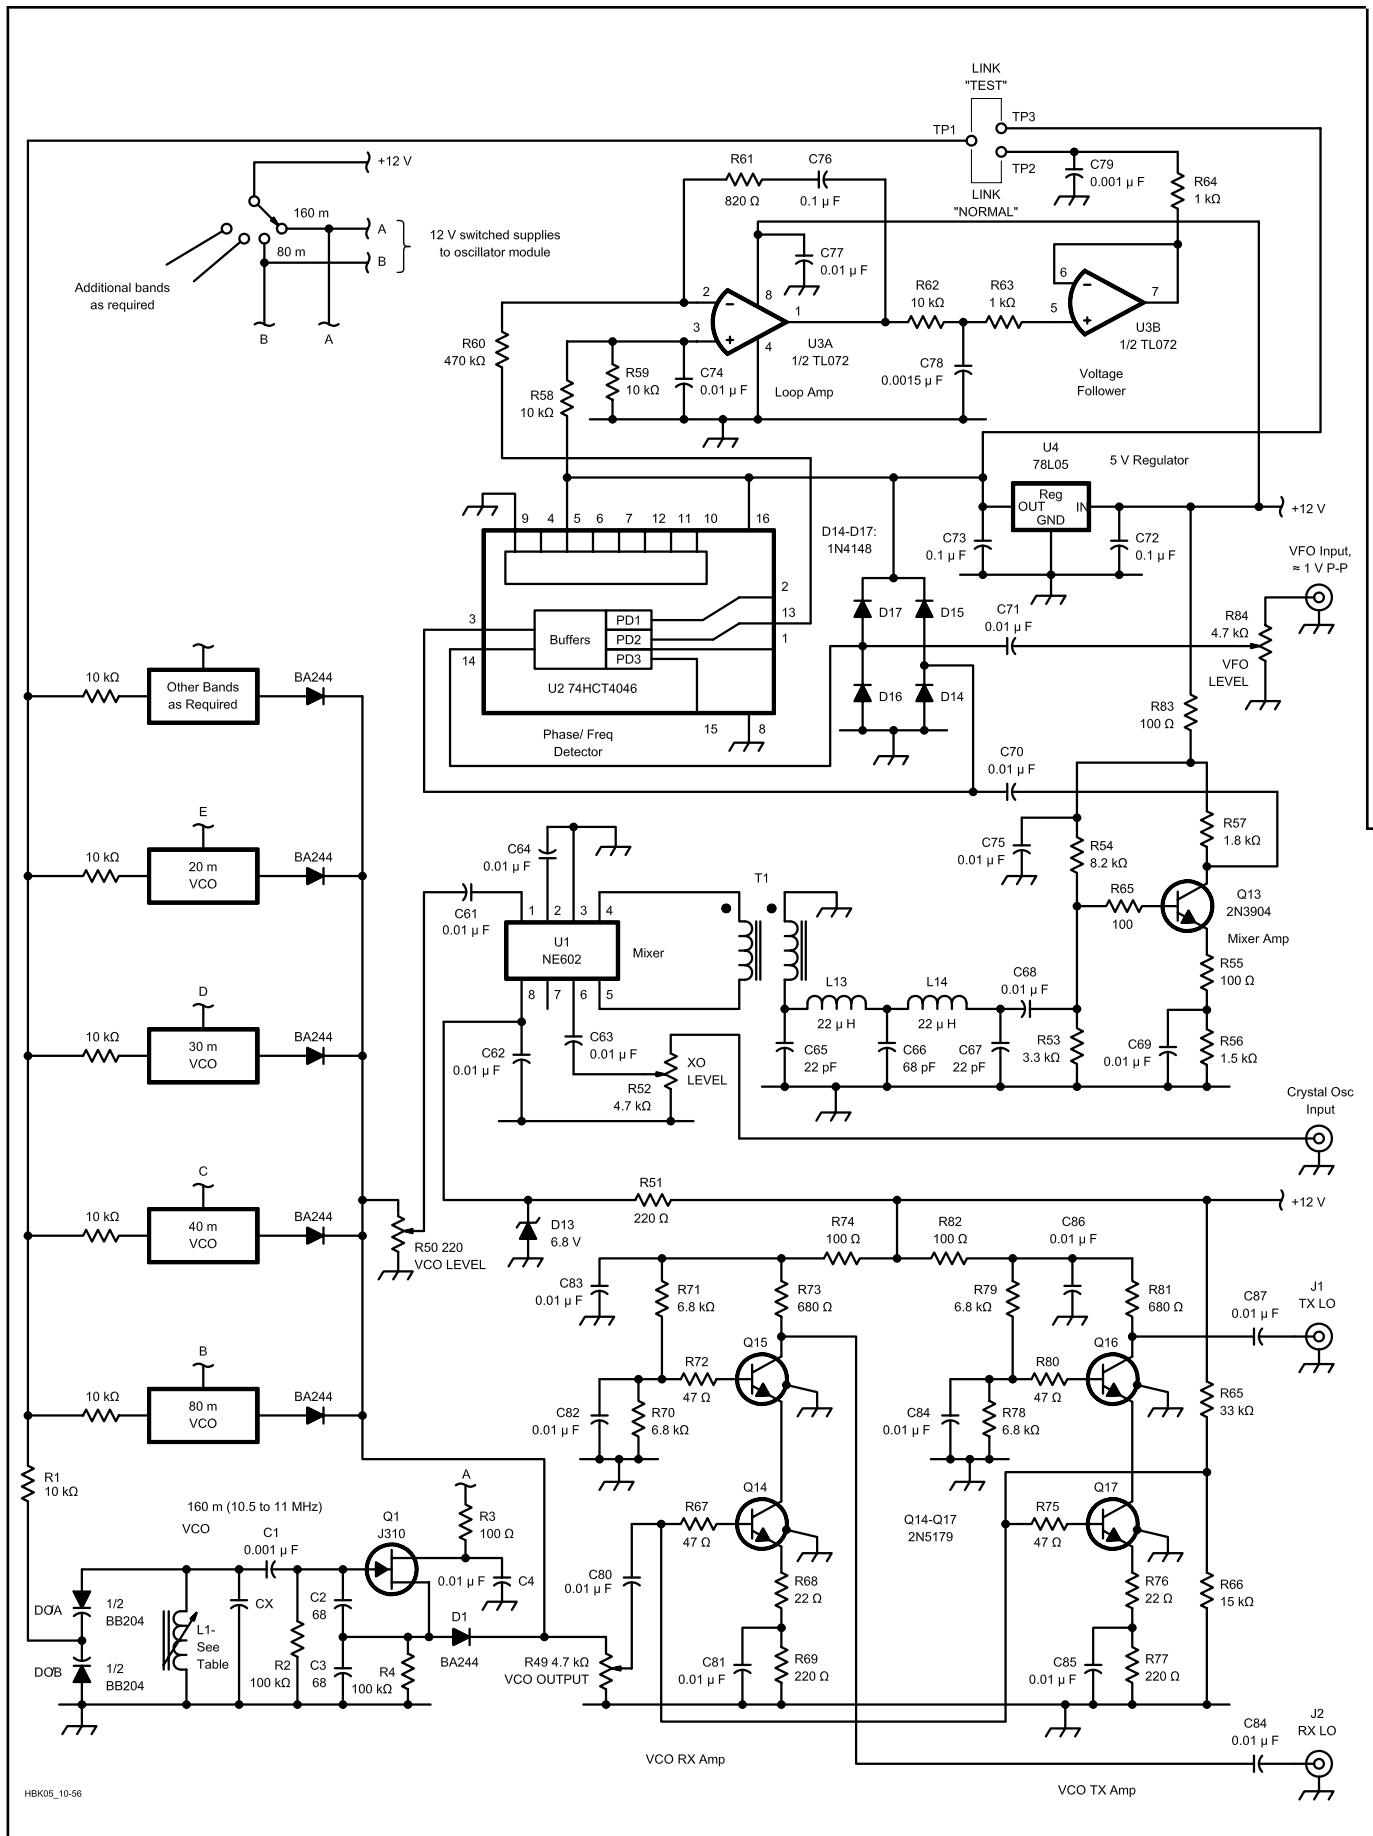 LINK
"TEST"
TP1
TP3
TP2
LINK
"NORMAL"
+12 V
160 m
A
B
80 m
12 V switched supplies
to oscillator module
Additional bands
as required
B
A
R61
820 Ω
C76
0.1 µ F
C79
0.001 µ F
R64
1 kΩ
C77
0.01 µ F
2
3
8
4
1
U3A
1/2 TL072
Loop Amp
R62
10 kΩ
R63
1 kΩ
6
5
7
U3B
1/2 TL072
Voltage
Follower
R60
470 kΩ
R58
10 kΩ
R59
10 kΩ
C74
0.01 µ F
C78
0.0015 µ F
U4
78L05
5 V Regulator
Reg
OUT
IN
GND
+12 V
C73
0.1 µ F
C72
0.1 µ F
D14-D17:
1N4148
9
4
5
6
7
12
11
10
16
2
13
1
3
14
Buffers
PD1
PD2
PD3
U2 74HCT4046
15
8
Phase/ Freq
Detector
D17
D15
D16
D14
C71
0.01 µ F
VFO Input,
≈ 1 V P-P
R84
4.7 kΩ
VFO
LEVEL
R83
100 Ω
C70
0.01 µ F
10 kΩ
Other Bands
as Required
BA244
E
10 kΩ
20 m
VCO
BA244
D
10 kΩ
30 m
VCO
BA244
C
10 kΩ
40 m
VCO
BA244
B
10 kΩ
80 m
VCO
BA244
C64
0.01 µ F
C61
0.01 µ F
1
2
3
4
U1
NE602
Mixer
8
7
6
5
T1
C62
0.01 µ F
C63
0.01 µ F
R52
4.7 kΩ
XO
LEVEL
L13
22 µ H
L14
22 µ H
C65
22 pF
C66
68 pF
C67
22 pF
C68
0.01 µ F
C75
0.01 µ F
R54
8.2 kΩ
R57
1.8 kΩ
R65
100
Q13
2N3904
Mixer Amp
R55
100 Ω
R53
3.3 kΩ
C69
0.01 µ F
R56
1.5 kΩ
Crystal Osc
Input
R50 220
VCO LEVEL
D13
6.8 V
R51
220 Ω
+12 V
R74
100 Ω
R82
100 Ω
C86
0.01 µ F
C83
0.01 µ F
R71
6.8 kΩ
R73
680 Ω
R79
6.8 kΩ
R81
680 Ω
C87
0.01 µ F
J1
TX LO
Q15
R72
47 Ω
C82
0.01 µ F
R70
6.8 kΩ
Q16
R80
47 Ω
C84
0.01 µ F
R78
6.8 kΩ
R65
33 kΩ
Q14
R67
47 Ω
Q14-Q17
2N5179
Q17
R75
47 Ω
C80
0.01 µ F
R68
22 Ω
R76
22 Ω
R66
15 kΩ
C81
0.01 µ F
R69
220 Ω
C85
0.01 µ F
R77
220 Ω
R1
10 kΩ
160 m (10.5 to 11 MHz)
VCO
C1
0.001 µ F
Q1
J310
A
R3
100 Ω
0.01 µ F
C4
1/2
BB204
1/2
BB204
L1-
See
Table
CX
R2
100 kΩ
C2
68
C3
68
R4
100 kΩ
D1
BA244
R49 4.7 kΩ
VCO OUTPUT
VCO RX Amp
C84
0.01 µ F
J2
RX LO
VCO TX Amp
HBK05_10-56